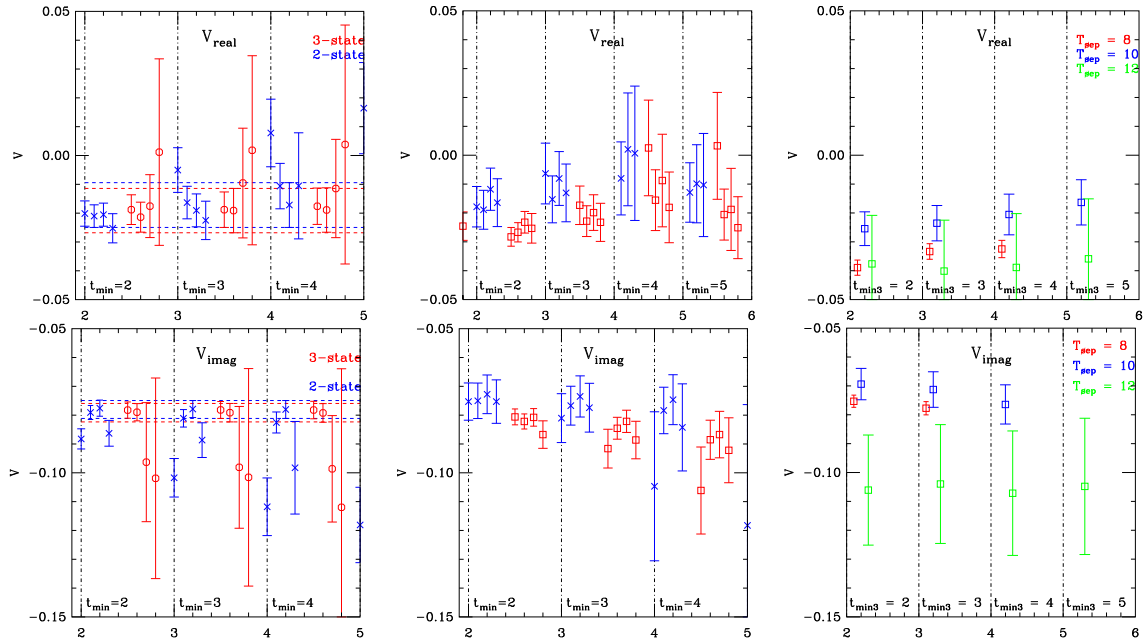 0.05
0.00
−0.05
V
V_real
3−state
2−state
t_min=2
t_min=3
t_min=4
2
3
4
5
0.05
0.00
−0.05
V
V_real
t_min=2
t_min=3
t_min=4
t_min=5
2
3
4
5
6
0.05
0.00
−0.05
V
V_real
T_sep = 8
T_sep = 10
T_sep = 12
t_min3 = 2
t_min3 = 3
t_min3 = 4
t_min3 = 5
2
3
4
5
6
−0.05
−0.10
−0.15
V
V_imag
3−state
2−state
t_min=2
t_min=3
t_min=4
2
3
4
5
−0.05
−0.10
−0.15
V
V_imag
t_min=2
t_min=3
t_min=4
2
3
4
5
−0.05
−0.10
−0.15
V
V_imag
T_sep = 8
T_sep = 10
T_sep = 12
t_min3 = 2
t_min3 = 3
t_min3 = 4
t_min3 = 5
2
3
4
5
6